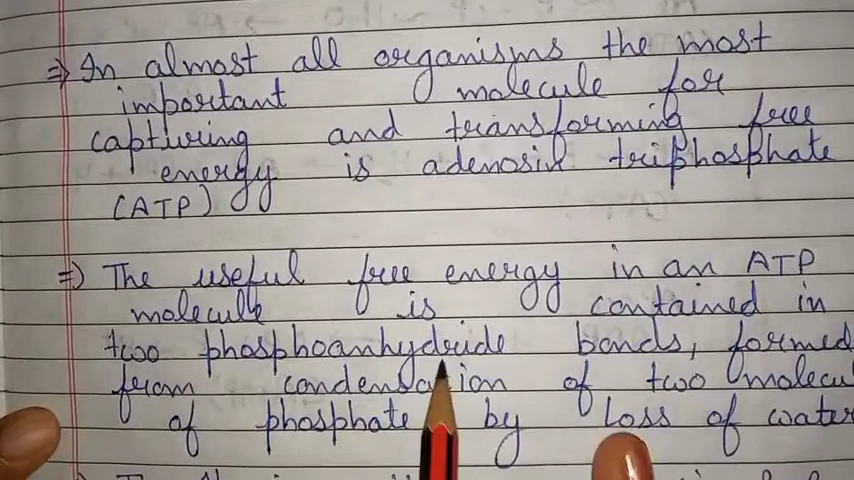 ⇒ In almost all organisms the most
important molecule for
capturing and transforming free
energy is adenosin triphosphate
(ATP)
⇒ The useful free energy in an ATP
molecule is contained in
two phosphoanhydride bonds, formed
from condensation of two molecu
of phosphate by loss of water